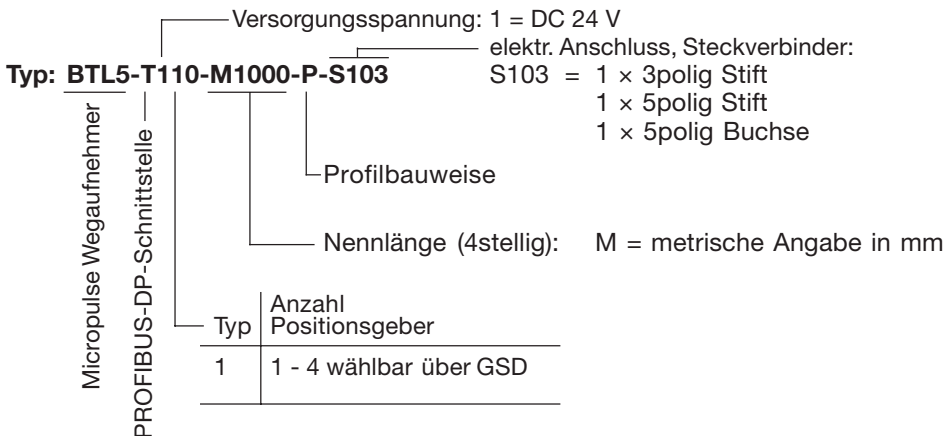 Versorgungsspannung: 1 = DC 24 V
elektr. Anschluss, Steckverbinder:
Typ: BTL5-T110-M1000-P-S103
S103 = 1 × 3polig Stift
1 × 5polig Stift
1 × 5polig Buchse
Micropulse Wegaufnehmer
PROFIBUS-DP-Schnittstelle
Profilbauweise
Nennlänge (4stellig): M = metrische Angabe in mm
Anzahl
Typ Positionsgeber
1 1 - 4 wählbar über GSD